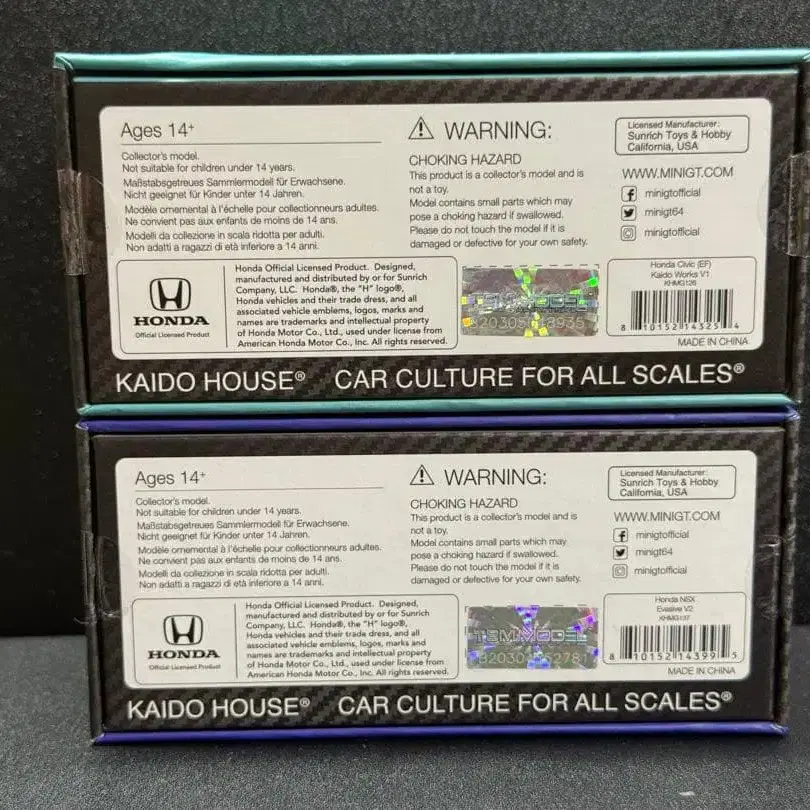 Ages 14+
Collector's model.
Not suitable for children under 14 years.
Maßstabsgetreues Sammlermodell für Erwachsene.
Nicht geeignet für Kinder unter 14 Jahren.
Modèle ornemental à l'échelle pour collectionneurs adultes.
Ne convient pas aux enfants de moins de 14 ans.
Modelli da collezione in scala ridotta per adulti.
Non adatti a ragazzi di età inferiore a 14 anni.
⚠ WARNING:
CHOKING HAZARD
This product is a collector's model and is
not a toy.
Model contains small parts which may
pose a choking hazard if swallowed.
Please do not touch the model if it is
damaged or defective for your own safety.
Licensed Manufacturer:
Sunrich Toys & Hobby
California, USA
WWW.MINIGT.COM
minigtofficial
minigt64
minigtofficial
HONDA
Official Licensed Product
Honda Official Licensed Product. Designed,
manufactured and distributed by or for Sunrich
Company, LLC. Honda®, the "H" logo®,
Honda vehicles and their trade dress, and all
associated vehicle emblems, logos, marks and
names are trademarks and intellectual property
of Honda Motor Co., Ltd., used under license from
American Honda Motor Co., Inc. All rights reserved.
TSMMODEL
Honda Civic (EF)
Kaido Works V1
KHMG126
8 10152 14325 4
MADE IN CHINA
KAIDO HOUSE® CAR CULTURE FOR ALL SCALES®
Ages 14+
Collector's model.
Not suitable for children under 14 years.
Maßstabsgetreues Sammlermodell für Erwachsene.
Nicht geeignet für Kinder unter 14 Jahren.
Modèle ornemental à l'échelle pour collectionneurs adultes.
Ne convient pas aux enfants de moins de 14 ans.
Modelli da collezione in scala ridotta per adulti.
Non adatti a ragazzi di età inferiore a 14 anni.
⚠ WARNING:
CHOKING HAZARD
This product is a collector's model and is
not a toy.
Model contains small parts which may
pose a choking hazard if swallowed.
Please do not touch the model if it is
damaged or defective for your own safety.
Licensed Manufacturer:
Sunrich Toys & Hobby
California, USA
WWW.MINIGT.COM
minigtofficial
minigt64
minigtofficial
HONDA
Official Licensed Product
Honda Official Licensed Product. Designed,
manufactured and distributed by or for Sunrich
Company, LLC. Honda®, the "H" logo®,
Honda vehicles and their trade dress, and all
associated vehicle emblems, logos, marks and
names are trademarks and intellectual property
of Honda Motor Co., Ltd., used under license from
American Honda Motor Co., Inc. All rights reserved.
TSMMODEL
Honda NSX
Evasive V2
KHMG137
8 10152 14399 5
MADE IN CHINA
KAIDO HOUSE® CAR CULTURE FOR ALL SCALES®